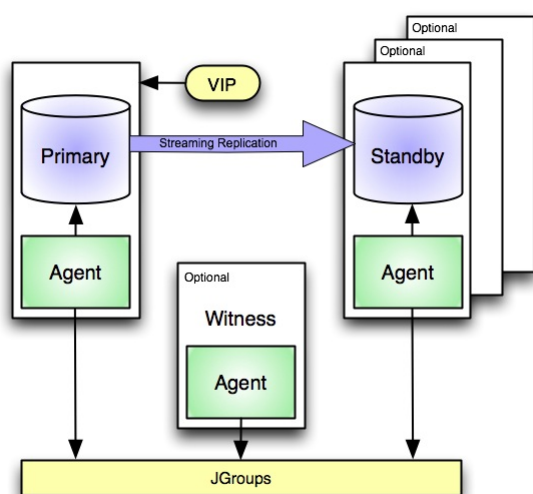 Optional
Optional
VIP
Primary
Streaming Replication
Standby
Agent
Agent
Optional
Witness
Agent
JGroups